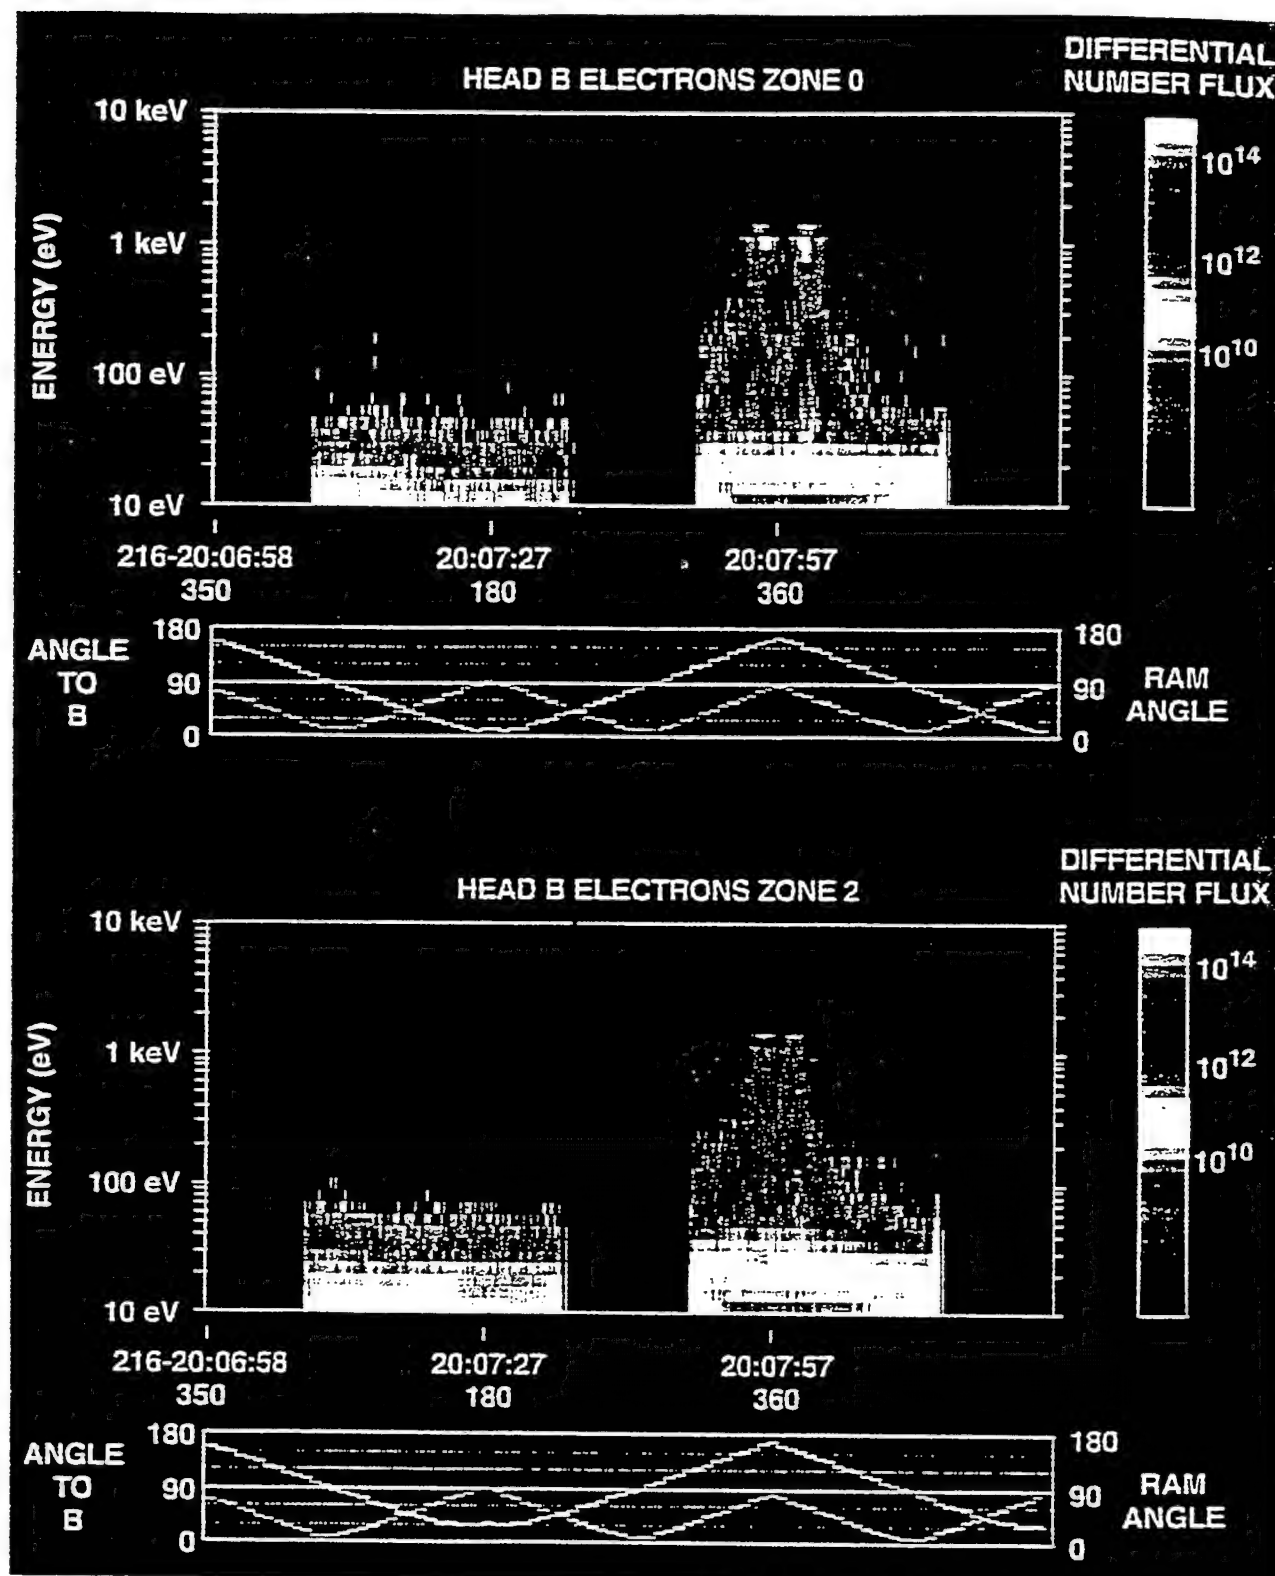 DIFFERENTIAL
NUMBER FLUX
HEAD B ELECTRONS ZONE 0
10 keV
1 keV
100 eV
10 eV
ENERGY (eV)
10^14
10^12
10^10
216-20:06:58 20:07:27 20:07:57
350 180 360
180
90
0
ANGLE
TO
B
180
90
0
RAM
ANGLE
DIFFERENTIAL
NUMBER FLUX
HEAD B ELECTRONS ZONE 2
10 keV
1 keV
100 eV
10 eV
ENERGY (eV)
10^14
10^12
10^10
216-20:06:58 20:07:27 20:07:57
350 180 360
180
90
0
ANGLE
TO
B
180
90
0
RAM
ANGLE